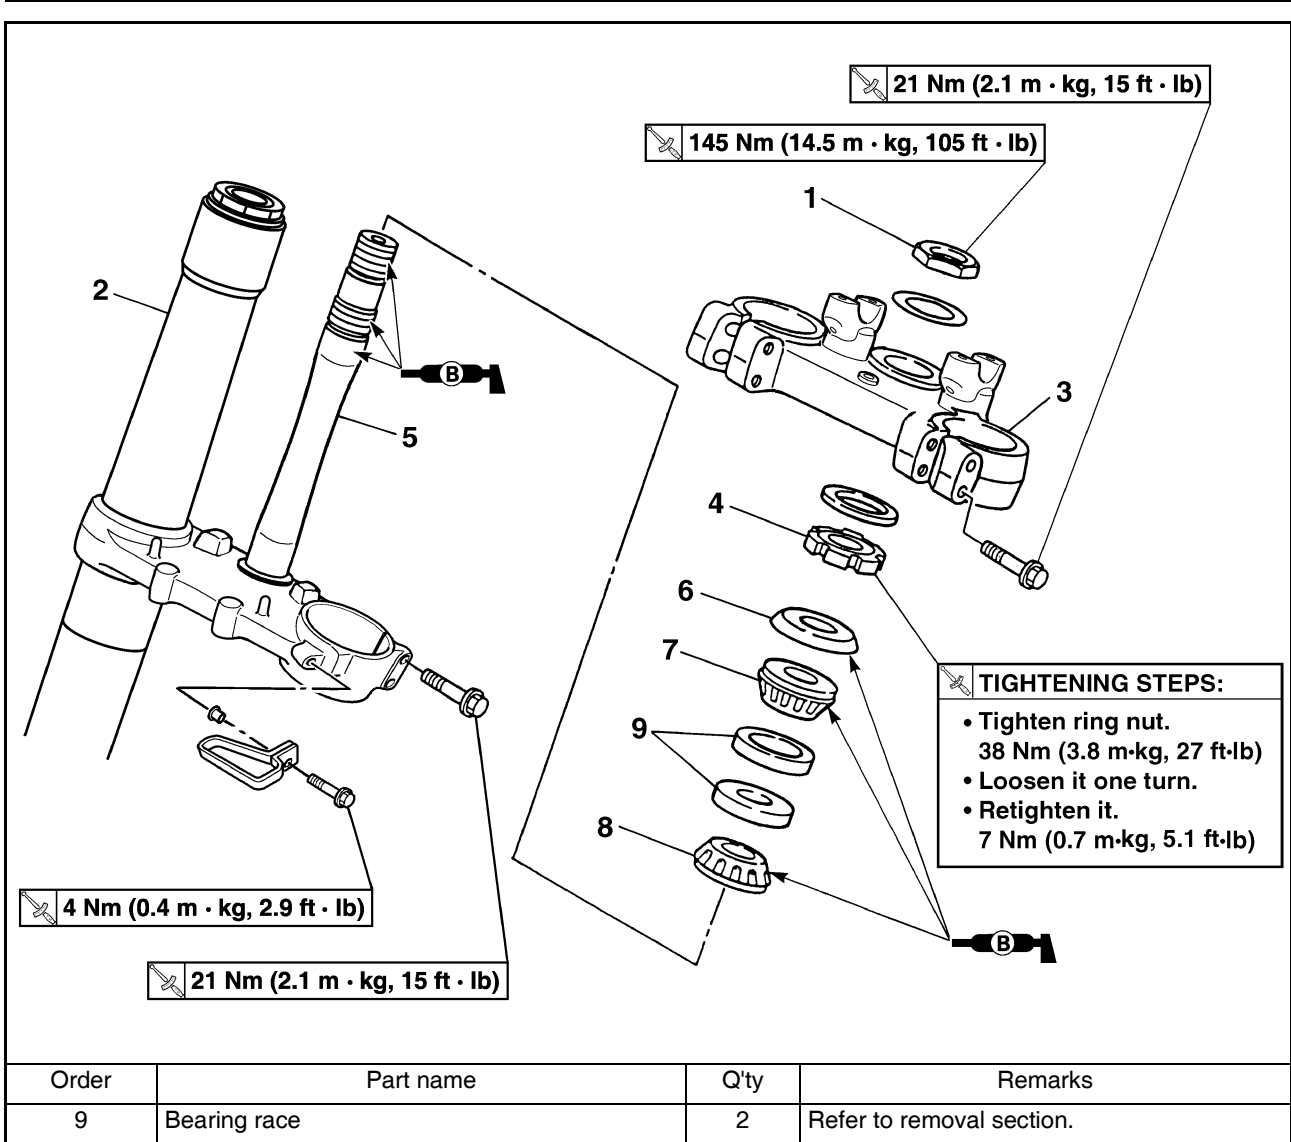 21 Nm (2.1 m · kg, 15 ft · lb)
145 Nm (14.5 m · kg, 105 ft · lb)
1
2
3
B
5
4
6
7
TIGHTENING STEPS:
• Tighten ring nut.
38 Nm (3.8 m·kg, 27 ft·lb)
• Loosen it one turn.
• Retighten it.
7 Nm (0.7 m·kg, 5.1 ft·lb)
9
8
4 Nm (0.4 m · kg, 2.9 ft · lb)
B
21 Nm (2.1 m · kg, 15 ft · lb)
Order Part name Q'ty Remarks
9 Bearing race 2 Refer to removal section.